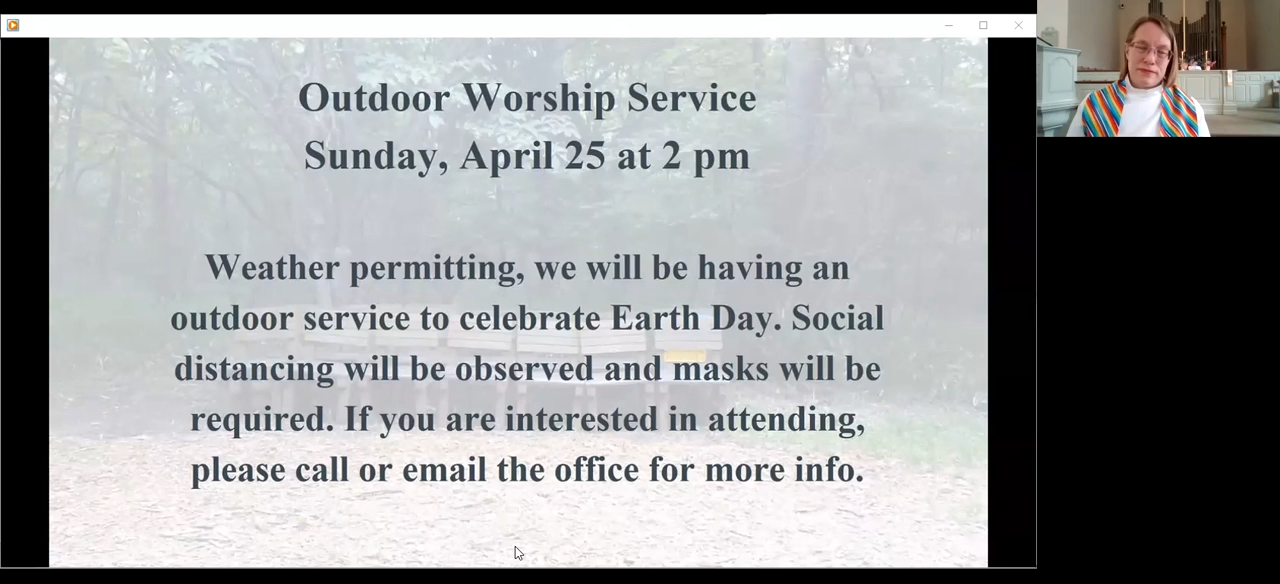 Outdoor Worship Service
Sunday, April 25 at 2 pm
Weather permitting, we will be having an
outdoor service to celebrate Earth Day. Social
distancing will be observed and masks will be
required. If you are interested in attending,
please call or email the office for more info.